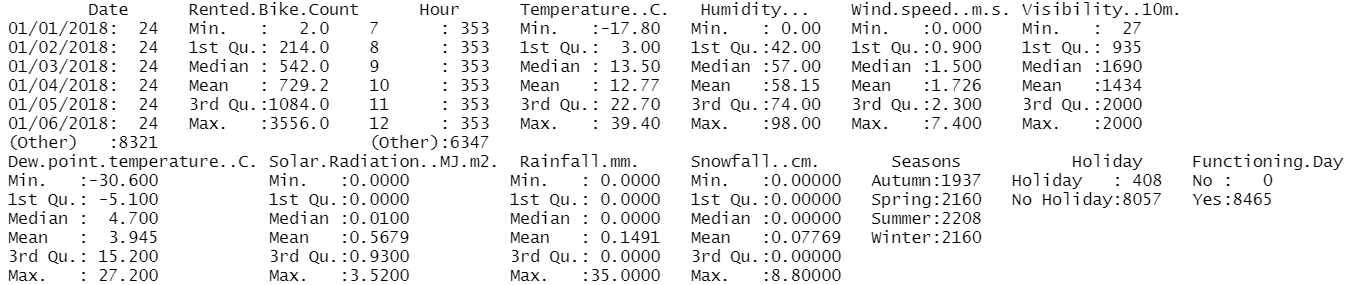 Date      Rented.Bike.Count      Hour      Temperature..C.   Humidity...    Wind.speed..m.s. Visibility..10m.
01/01/2018:  24   Min.   :   2.0    7      : 353   Min.   :-17.80   Min.   : 0.00   Min.   :0.000    Min.   :  27
01/02/2018:  24   1st Qu.: 214.0    8      : 353   1st Qu.:  3.00   1st Qu.:42.00   1st Qu.:0.900    1st Qu.: 935
01/03/2018:  24   Median : 542.0    9      : 353   Median : 13.50   Median :57.00   Median :1.500    Median :1690
01/04/2018:  24   Mean   : 729.2    10     : 353   Mean   : 12.77   Mean   :58.15   Mean   :1.726    Mean   :1434
01/05/2018:  24   3rd Qu.:1084.0    11     : 353   3rd Qu.: 22.70   3rd Qu.:74.00   3rd Qu.:2.300    3rd Qu.:2000
01/06/2018:  24   Max.   :3556.0    12     : 353   Max.   : 39.40   Max.   :98.00   Max.   :7.400    Max.   :2000
(Other)   :8321                     (Other):6347
Dew.point.temperature..C. Solar.Radiation..MJ.m2.  Rainfall.mm.     Snowfall..cm.     Seasons           Holiday     Functioning.Day
Min.   :-30.600           Min.   :0.0000          Min.   : 0.0000   Min.   :0.00000   Autumn:1937   Holiday   : 408   No :   0
1st Qu.: -5.100           1st Qu.:0.0000          1st Qu.: 0.0000   1st Qu.:0.00000   Spring:2160   No Holiday:8057   Yes:8465
Median :  4.700           Median :0.0100          Median : 0.0000   Median :0.00000   Summer:2208
Mean   :  3.945           Mean   :0.5679          Mean   : 0.1491   Mean   :0.07769   Winter:2160
3rd Qu.: 15.200           3rd Qu.:0.9300          3rd Qu.: 0.0000   3rd Qu.:0.00000
Max.   : 27.200           Max.   :3.5200          Max.   :35.0000   Max.   :8.80000